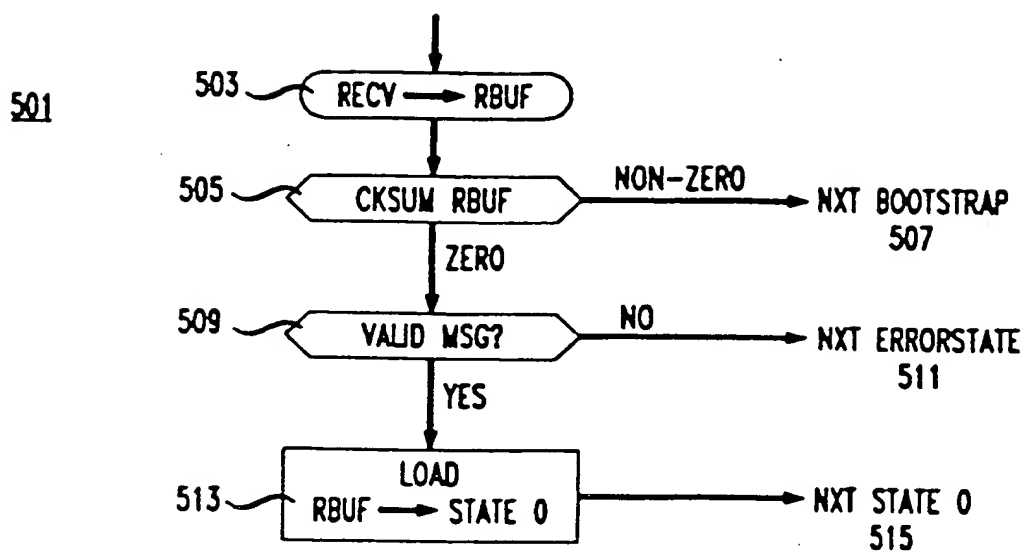 501
503
RECV → RBUF
505
CKSUM RBUF
NON-ZERO
NXT BOOTSTRAP
507
ZERO
509
VALID MSG?
NO
NXT ERRORSTATE
511
YES
513
LOAD
RBUF → STATE 0
NXT STATE 0
515